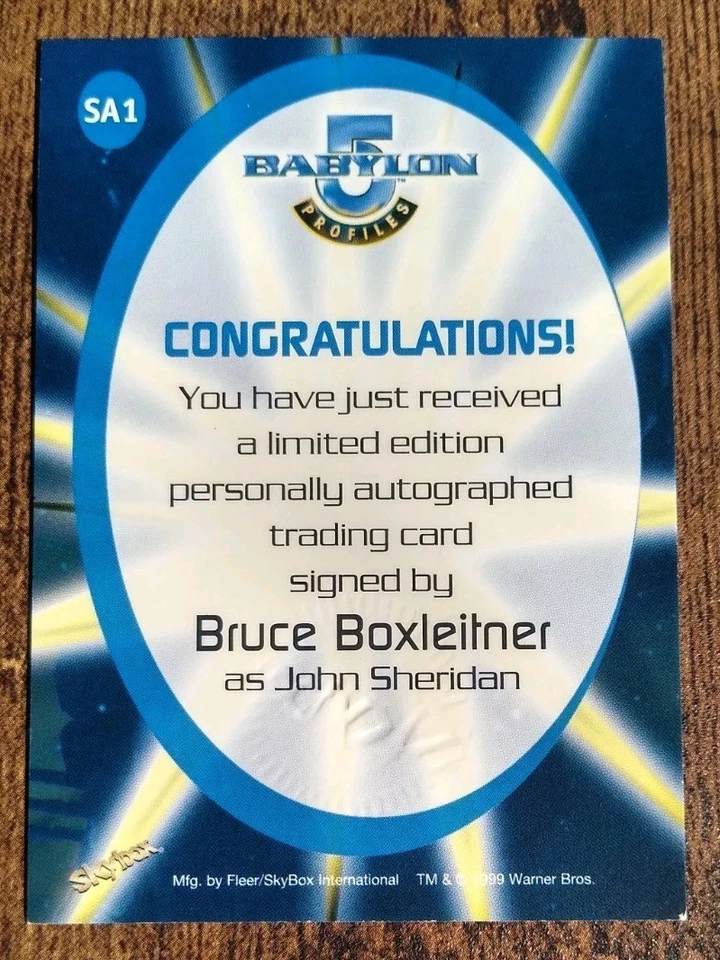 SA1
BABYLON
5
™
PROFILES
CONGRATULATIONS!
You have just received
a limited edition
personally autographed
trading card
signed by
Bruce Boxleitner
as John Sheridan
SkyBox
Mfg. by Fleer/SkyBox International TM & © 1999 Warner Bros.